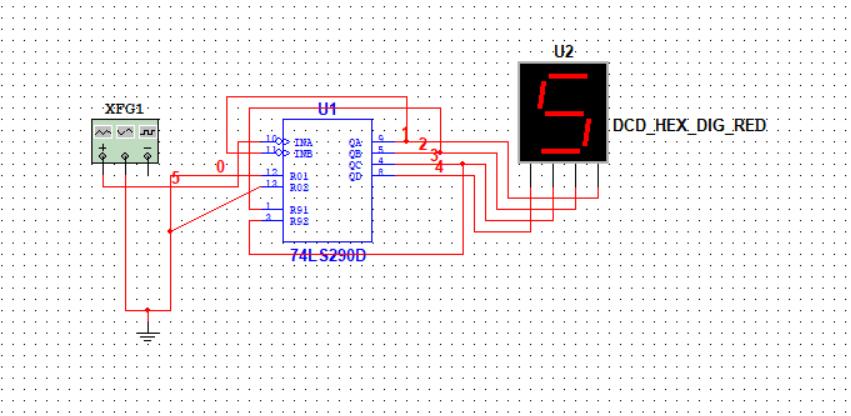 U2
XFG1
DCD_HEX_DIG_RED
U1
10
INA
QA
9
1
11
INB
QB
5
2
QC
4
3
QD
8
4
0
12
R01
5
13
R02
1
R91
3
R92
74LS290D